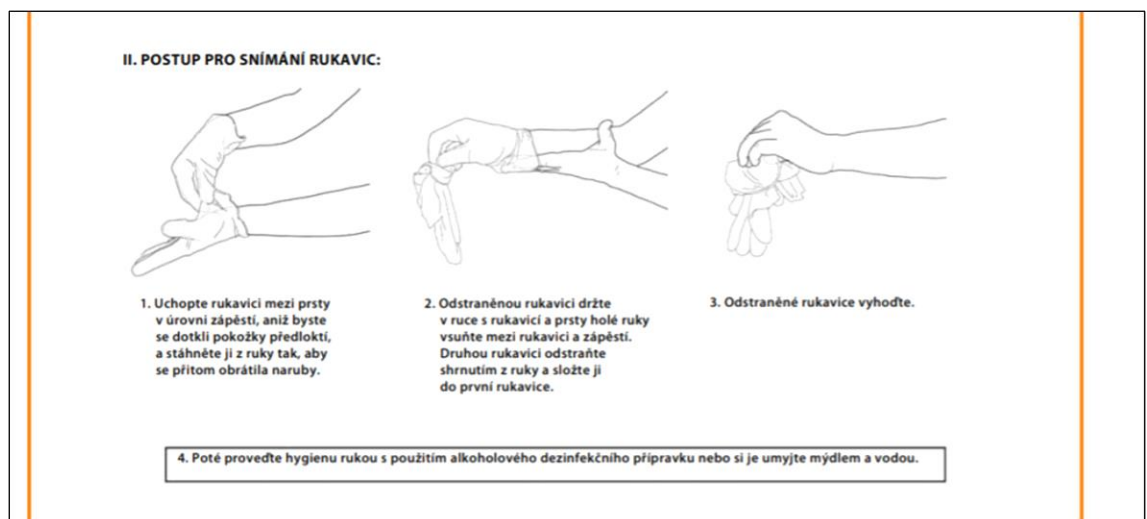 II. POSTUP PRO SNÍMÁNÍ RUKAVIC:
1. Uchopte rukavici mezi prsty
v úrovni zápěstí, aniž byste
se dotkli pokožky předloktí,
a stáhněte ji z ruky tak, aby
se přitom obrátila naruby.
2. Odstraněnou rukavici držte
v ruce s rukavicí a prsty holé ruky
vsuňte mezi rukavici a zápěstí.
Druhou rukavici odstraňte
shrnutím z ruky a složte ji
do první rukavice.
3. Odstraněné rukavice vyhoďte.
4. Poté proveďte hygienu rukou s použitím alkoholového dezinfekčního přípravku nebo si je umyjte mýdlem a vodou.